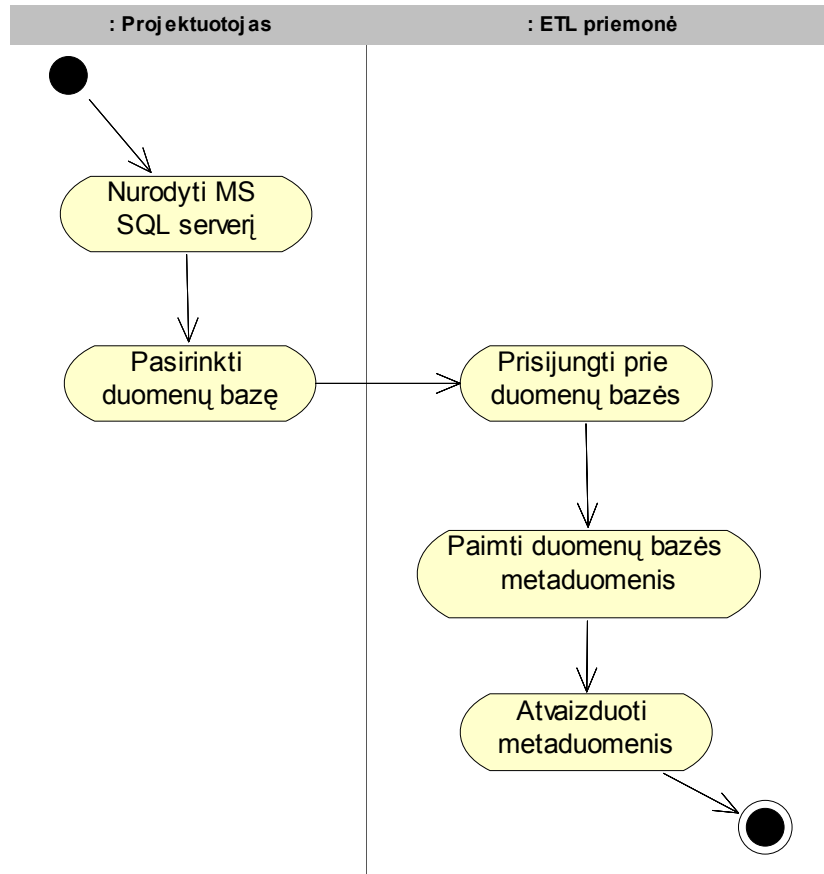 : Projektuotojas
: ETL priemonė
Nurodyti MS
SQL serverį
Pasirinkti
duomenų bazę
Prisijungti prie
duomenų bazės
Paimti duomenų bazės
metaduomenis
Atvaizduoti
metaduomenis